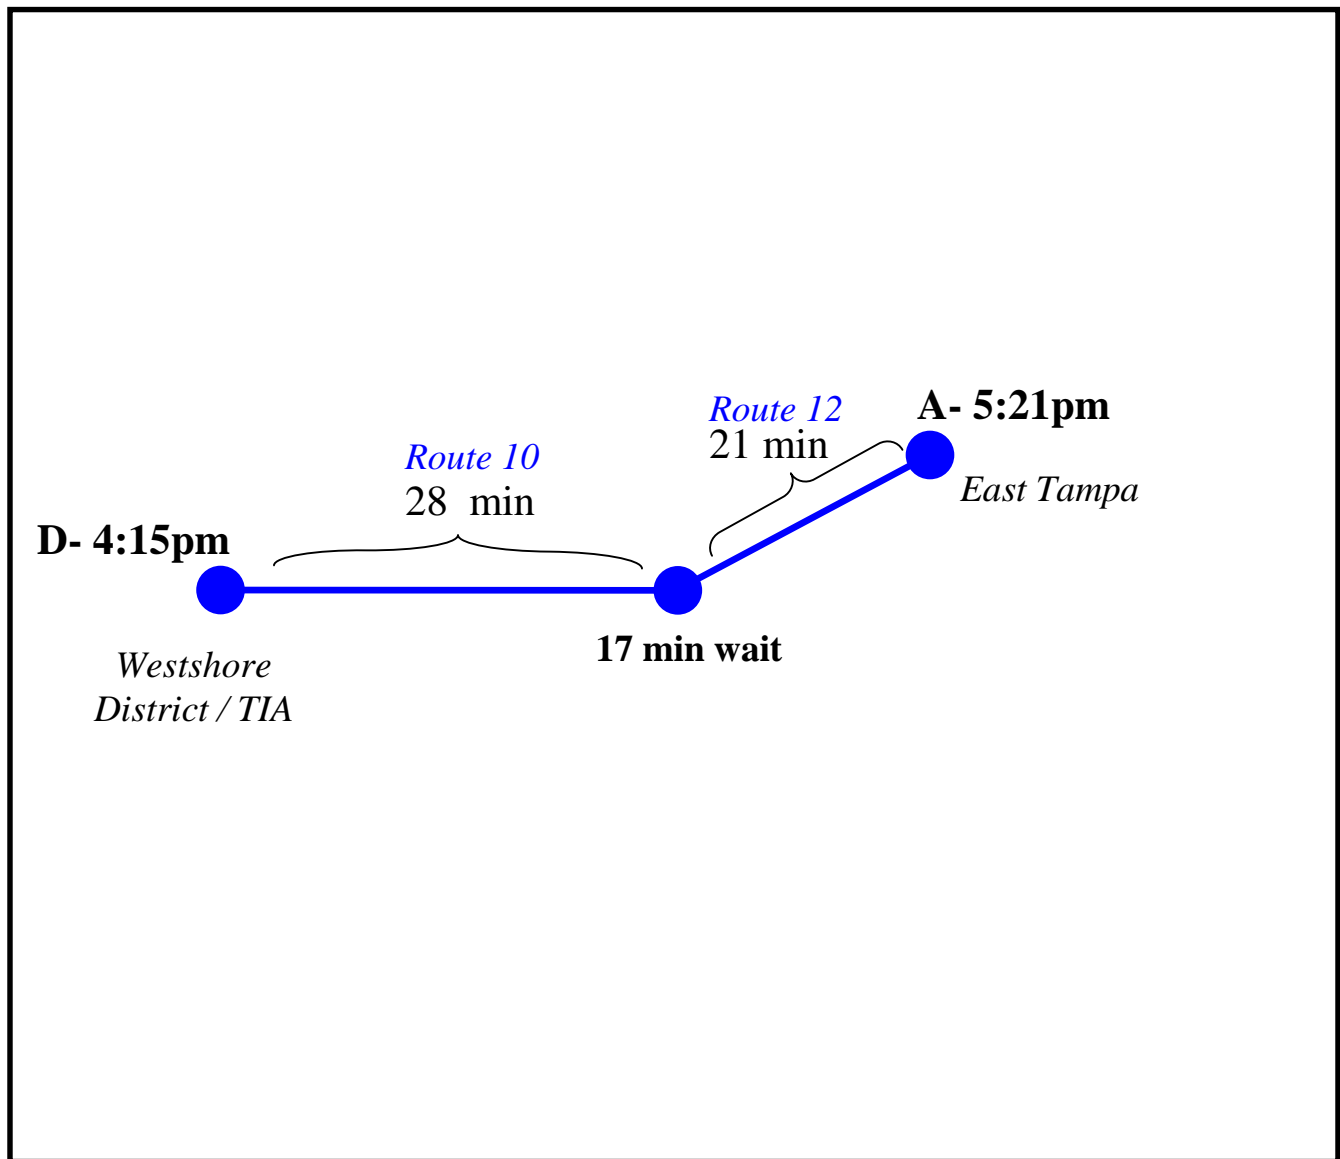 Route 12
A- 5:21pm
21 min
Route 10
East Tampa
28 min
D- 4:15pm
17 min wait
Westshore
District / TIA